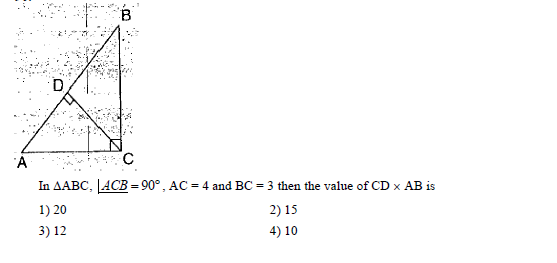 B
D
A
C
In ΔABC, ∠ACB = 90°, AC = 4 and BC = 3 then the value of CD × AB is
1) 20
2) 15
3) 12
4) 10